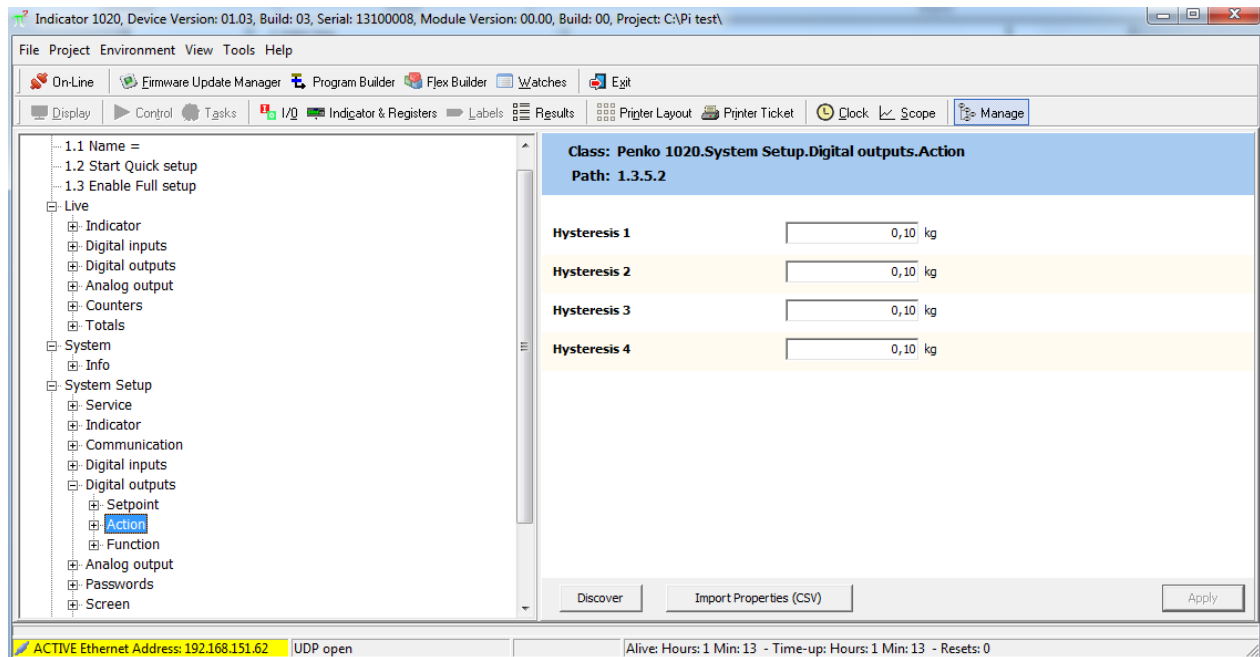 Indicator 1020, Device Version: 01.03, Build: 03, Serial: 13100008, Module Version: 00.00, Build: 00, Project: C:\Pi test\
File Project Environment View Tools Help
On-Line Firmware Update Manager Program Builder Flex Builder Watches Exit
Display Control Tasks I/O Indicator & Registers Labels Results Printer Layout Printer Ticket Clock Scope Manage
1.1 Name =
1.2 Start Quick setup
1.3 Enable Full setup
Live
Indicator
Digital inputs
Digital outputs
Analog output
Counters
Totals
System
Info
System Setup
Service
Indicator
Communication
Digital inputs
Digital outputs
Setpoint
Action
Function
Analog output
Passwords
Screen
Class: Penko 1020.System Setup.Digital outputs.Action
Path: 1.3.5.2
Hysteresis 1 0,10 kg
Hysteresis 2 0,10 kg
Hysteresis 3 0,10 kg
Hysteresis 4 0,10 kg
Discover Import Properties (CSV) Apply
ACTIVE Ethernet Address: 192.168.151.62 UDP open Alive: Hours: 1 Min: 13 - Time-up: Hours: 1 Min: 13 - Resets: 0